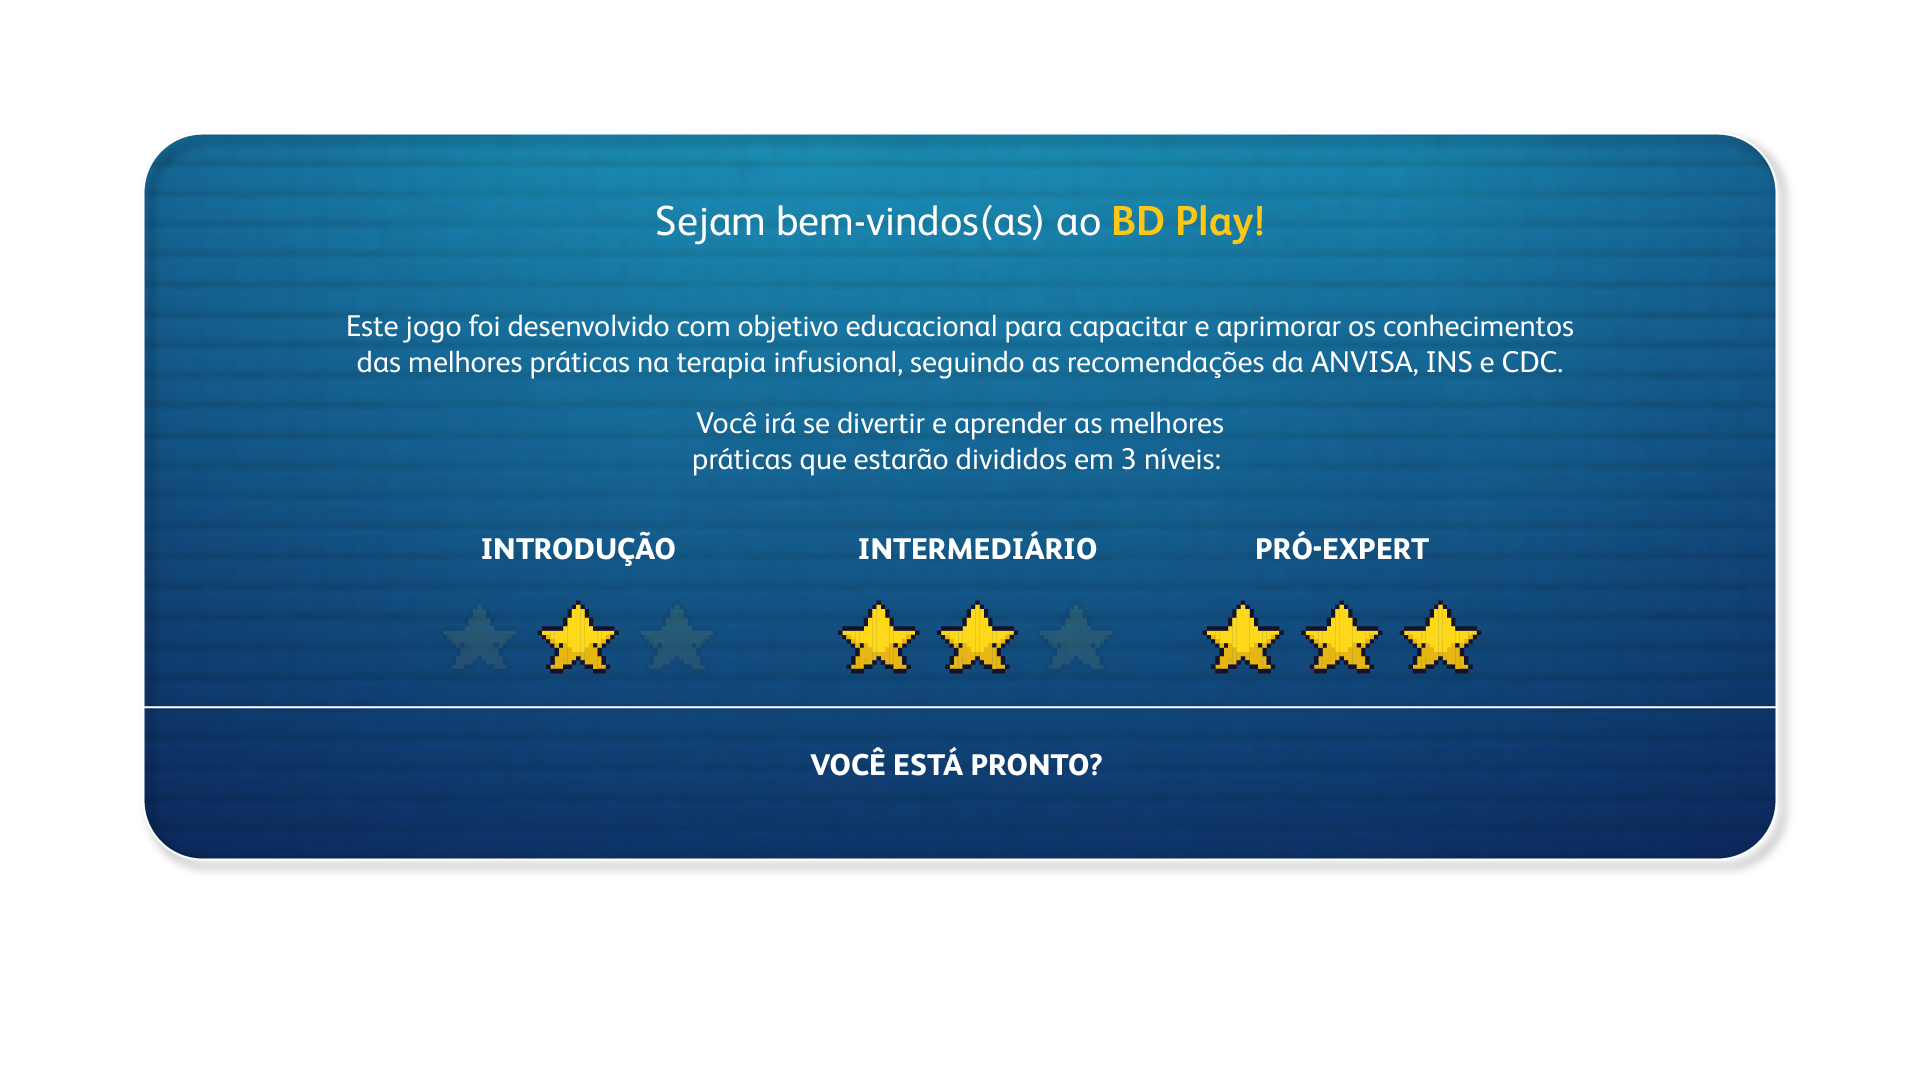 Sejam bem-vindos(as) ao BD Play!
Este jogo foi desenvolvido com objetivo educacional para capacitar e aprimorar os conhecimentos
das melhores práticas na terapia infusional, seguindo as recomendações da ANVISA, INS e CDC.
Você irá se divertir e aprender as melhores
práticas que estarão divididos em 3 níveis:
INTRODUÇÃO INTERMEDIÁRIO PRÓ-EXPERT
VOCÊ ESTÁ PRONTO?